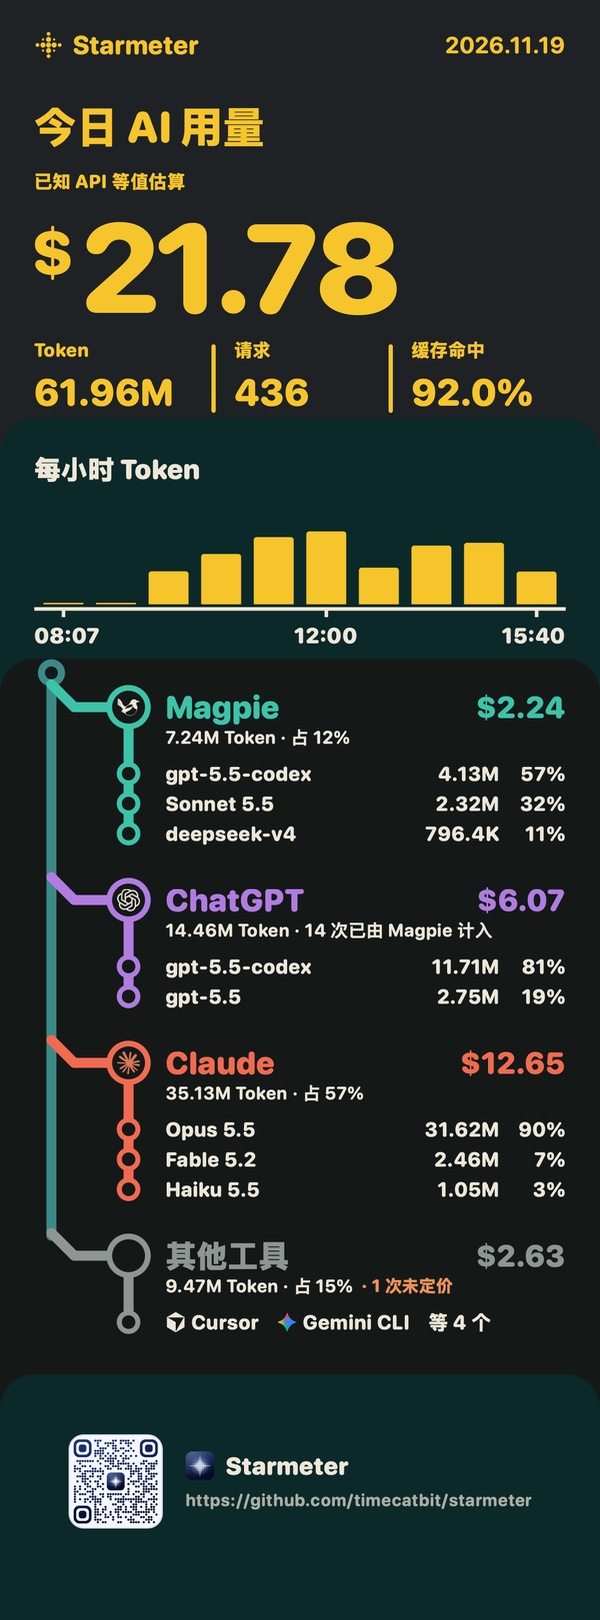 Starmeter 2026.11.19
今日 AI 用量
已知 API 等值估算
$21.78
Token 请求 缓存命中
61.96M 436 92.0%
每小时 Token
08:07 12:00 15:40
Magpie $2.24
7.24M Token · 占 12%
gpt-5.5-codex 4.13M 57%
Sonnet 5.5 2.32M 32%
deepseek-v4 796.4K 11%
ChatGPT $6.07
14.46M Token · 14 次已由 Magpie 计入
gpt-5.5-codex 11.71M 81%
gpt-5.5 2.75M 19%
Claude $12.65
35.13M Token · 占 57%
Opus 5.5 31.62M 90%
Fable 5.2 2.46M 7%
Haiku 5.5 1.05M 3%
其他工具 $2.63
9.47M Token · 占 15% · 1 次未定价
Cursor Gemini CLI 等 4 个
Starmeter
https://github.com/timecatbit/starmeter